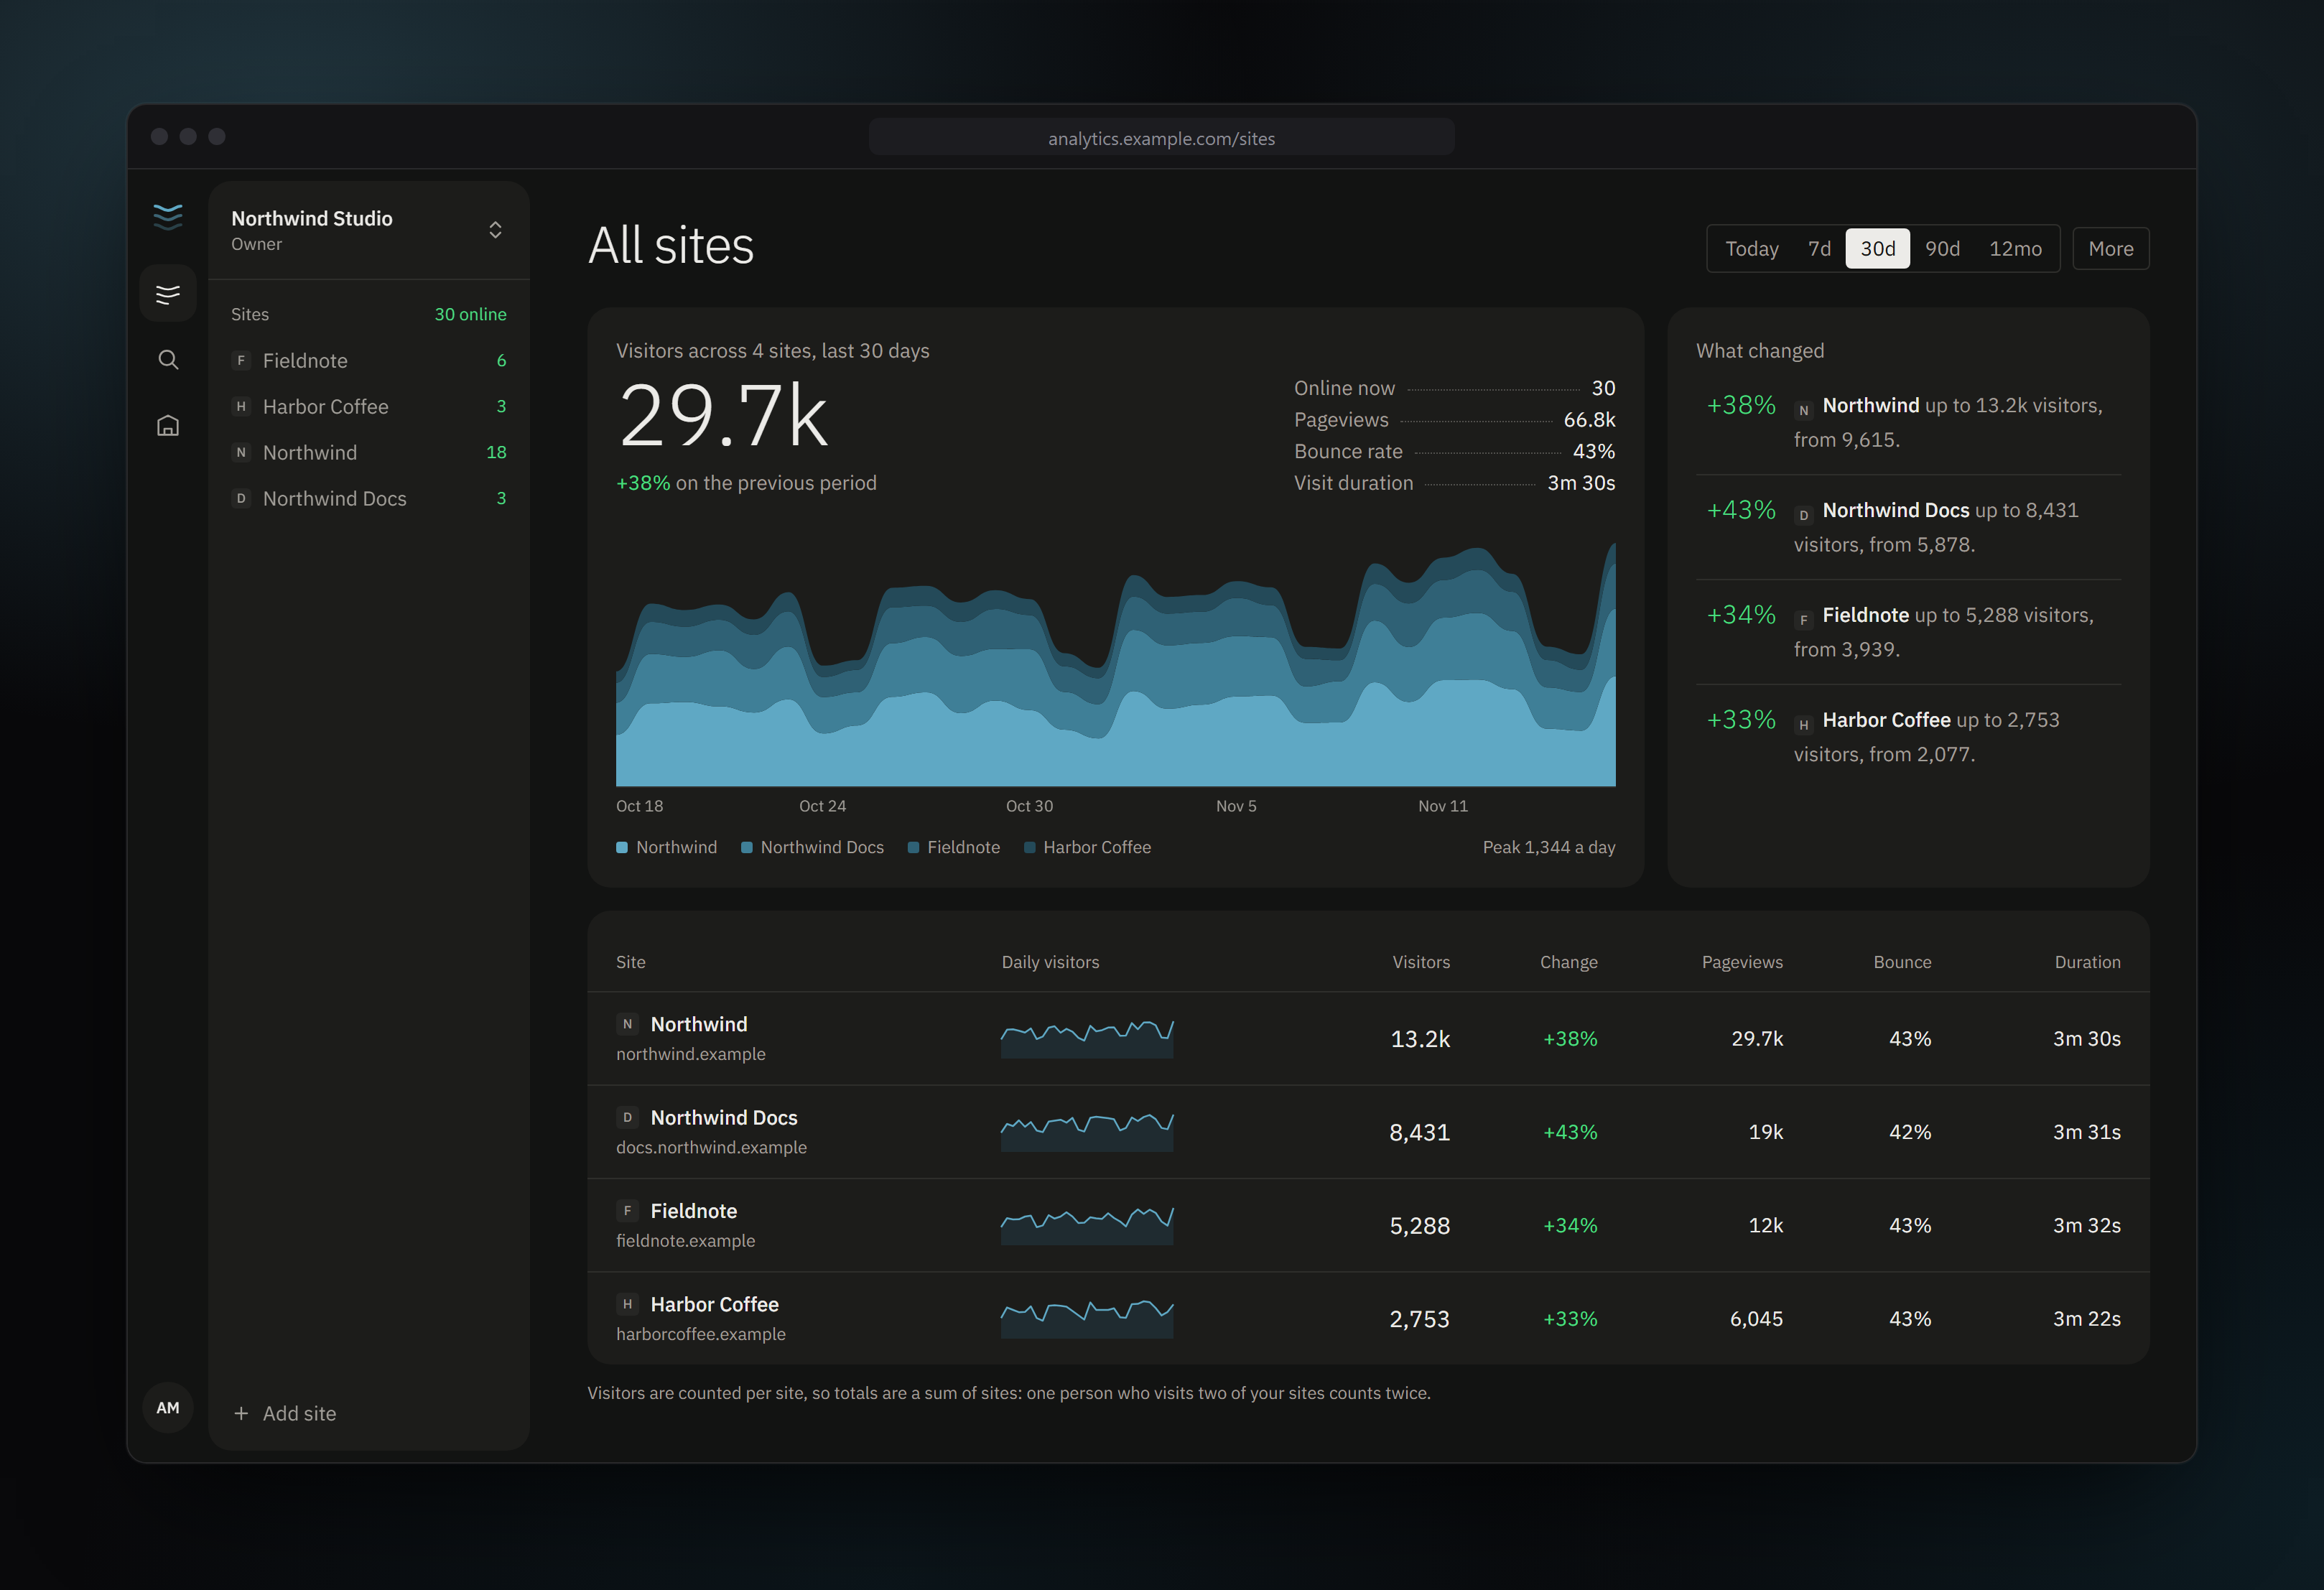 analytics.example.com/sites
Northwind Studio
Owner
Sites 30 online
F Fieldnote 6
H Harbor Coffee 3
N Northwind 18
D Northwind Docs 3
+ Add site
AM
All sites
Today 7d 30d 90d 12mo More
Visitors across 4 sites, last 30 days
29.7k
+38% on the previous period
Online now 30
Pageviews 66.8k
Bounce rate 43%
Visit duration 3m 30s
Oct 18 Oct 24 Oct 30 Nov 5 Nov 11
Northwind Northwind Docs Fieldnote Harbor Coffee Peak 1,344 a day
What changed
+38% N Northwind up to 13.2k visitors,
from 9,615.
+43% D Northwind Docs up to 8,431
visitors, from 5,878.
+34% F Fieldnote up to 5,288 visitors,
from 3,939.
+33% H Harbor Coffee up to 2,753
visitors, from 2,077.
Site Daily visitors Visitors Change Pageviews Bounce Duration
N Northwind
northwind.example
13.2k +38% 29.7k 43% 3m 30s
D Northwind Docs
docs.northwind.example
8,431 +43% 19k 42% 3m 31s
F Fieldnote
fieldnote.example
5,288 +34% 12k 43% 3m 32s
H Harbor Coffee
harborcoffee.example
2,753 +33% 6,045 43% 3m 22s
Visitors are counted per site, so totals are a sum of sites: one person who visits two of your sites counts twice.